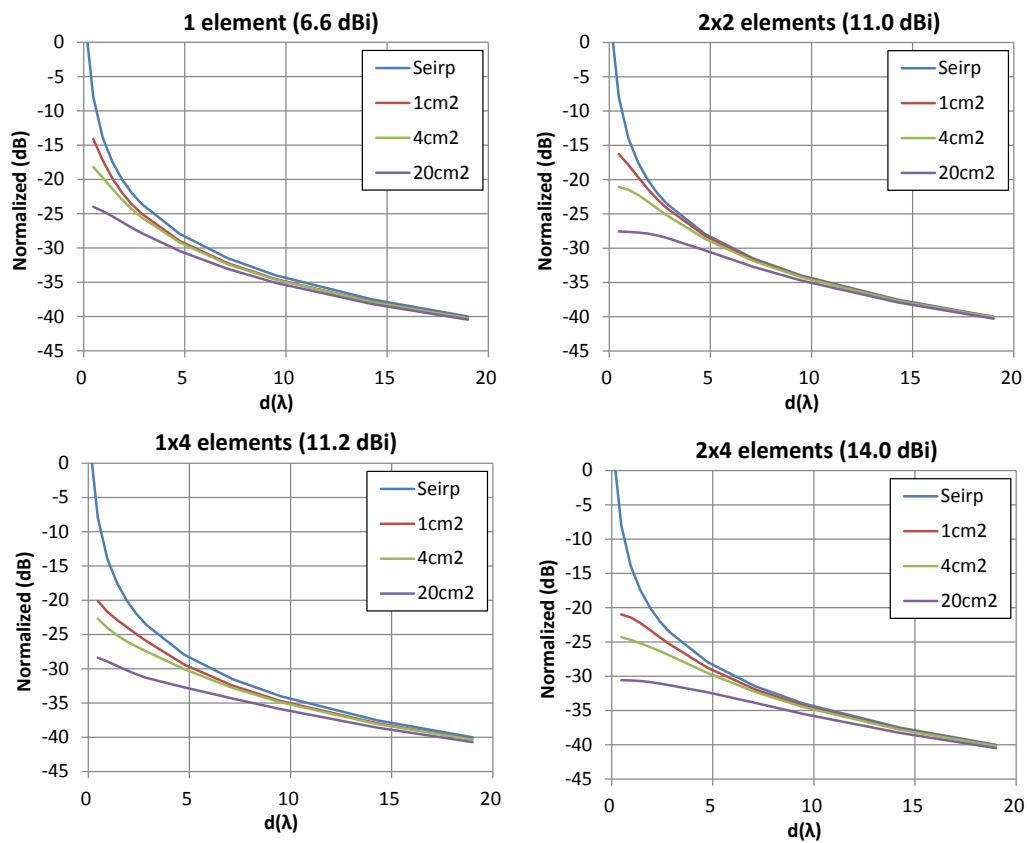 1 element (6.6 dBi)
0
-5
-10
-15
-20
-25
-30
-35
-40
-45
Normalized (dB)
Seirp
1cm2
4cm2
20cm2
0 5 10 15 20
d(λ)
2x2 elements (11.0 dBi)
0
-5
-10
-15
-20
-25
-30
-35
-40
-45
Normalized (dB)
Seirp
1cm2
4cm2
20cm2
0 5 10 15 20
d(λ)
1x4 elements (11.2 dBi)
0
-5
-10
-15
-20
-25
-30
-35
-40
-45
Normalized (dB)
Seirp
1cm2
4cm2
20cm2
0 5 10 15 20
d(λ)
2x4 elements (14.0 dBi)
0
-5
-10
-15
-20
-25
-30
-35
-40
-45
Normalized (dB)
Seirp
1cm2
4cm2
20cm2
0 5 10 15 20
d(λ)